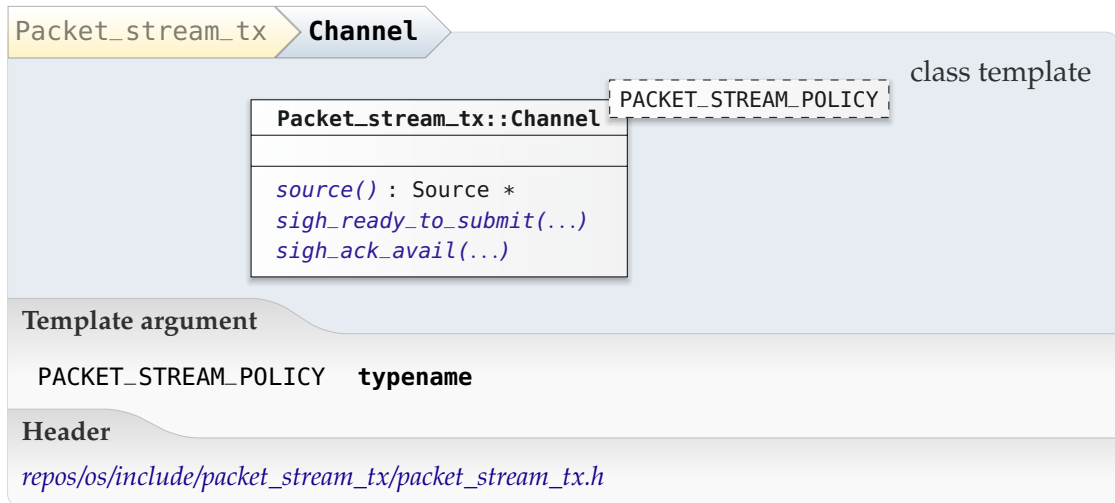 Packet_stream_tx Channel
class template
PACKET_STREAM_POLICY
Packet_stream_tx::Channel
source() : Source *
sigh_ready_to_submit(...)
sigh_ack_avail(...)
Template argument
PACKET_STREAM_POLICY typename
Header
repos/os/include/packet_stream_tx/packet_stream_tx.h